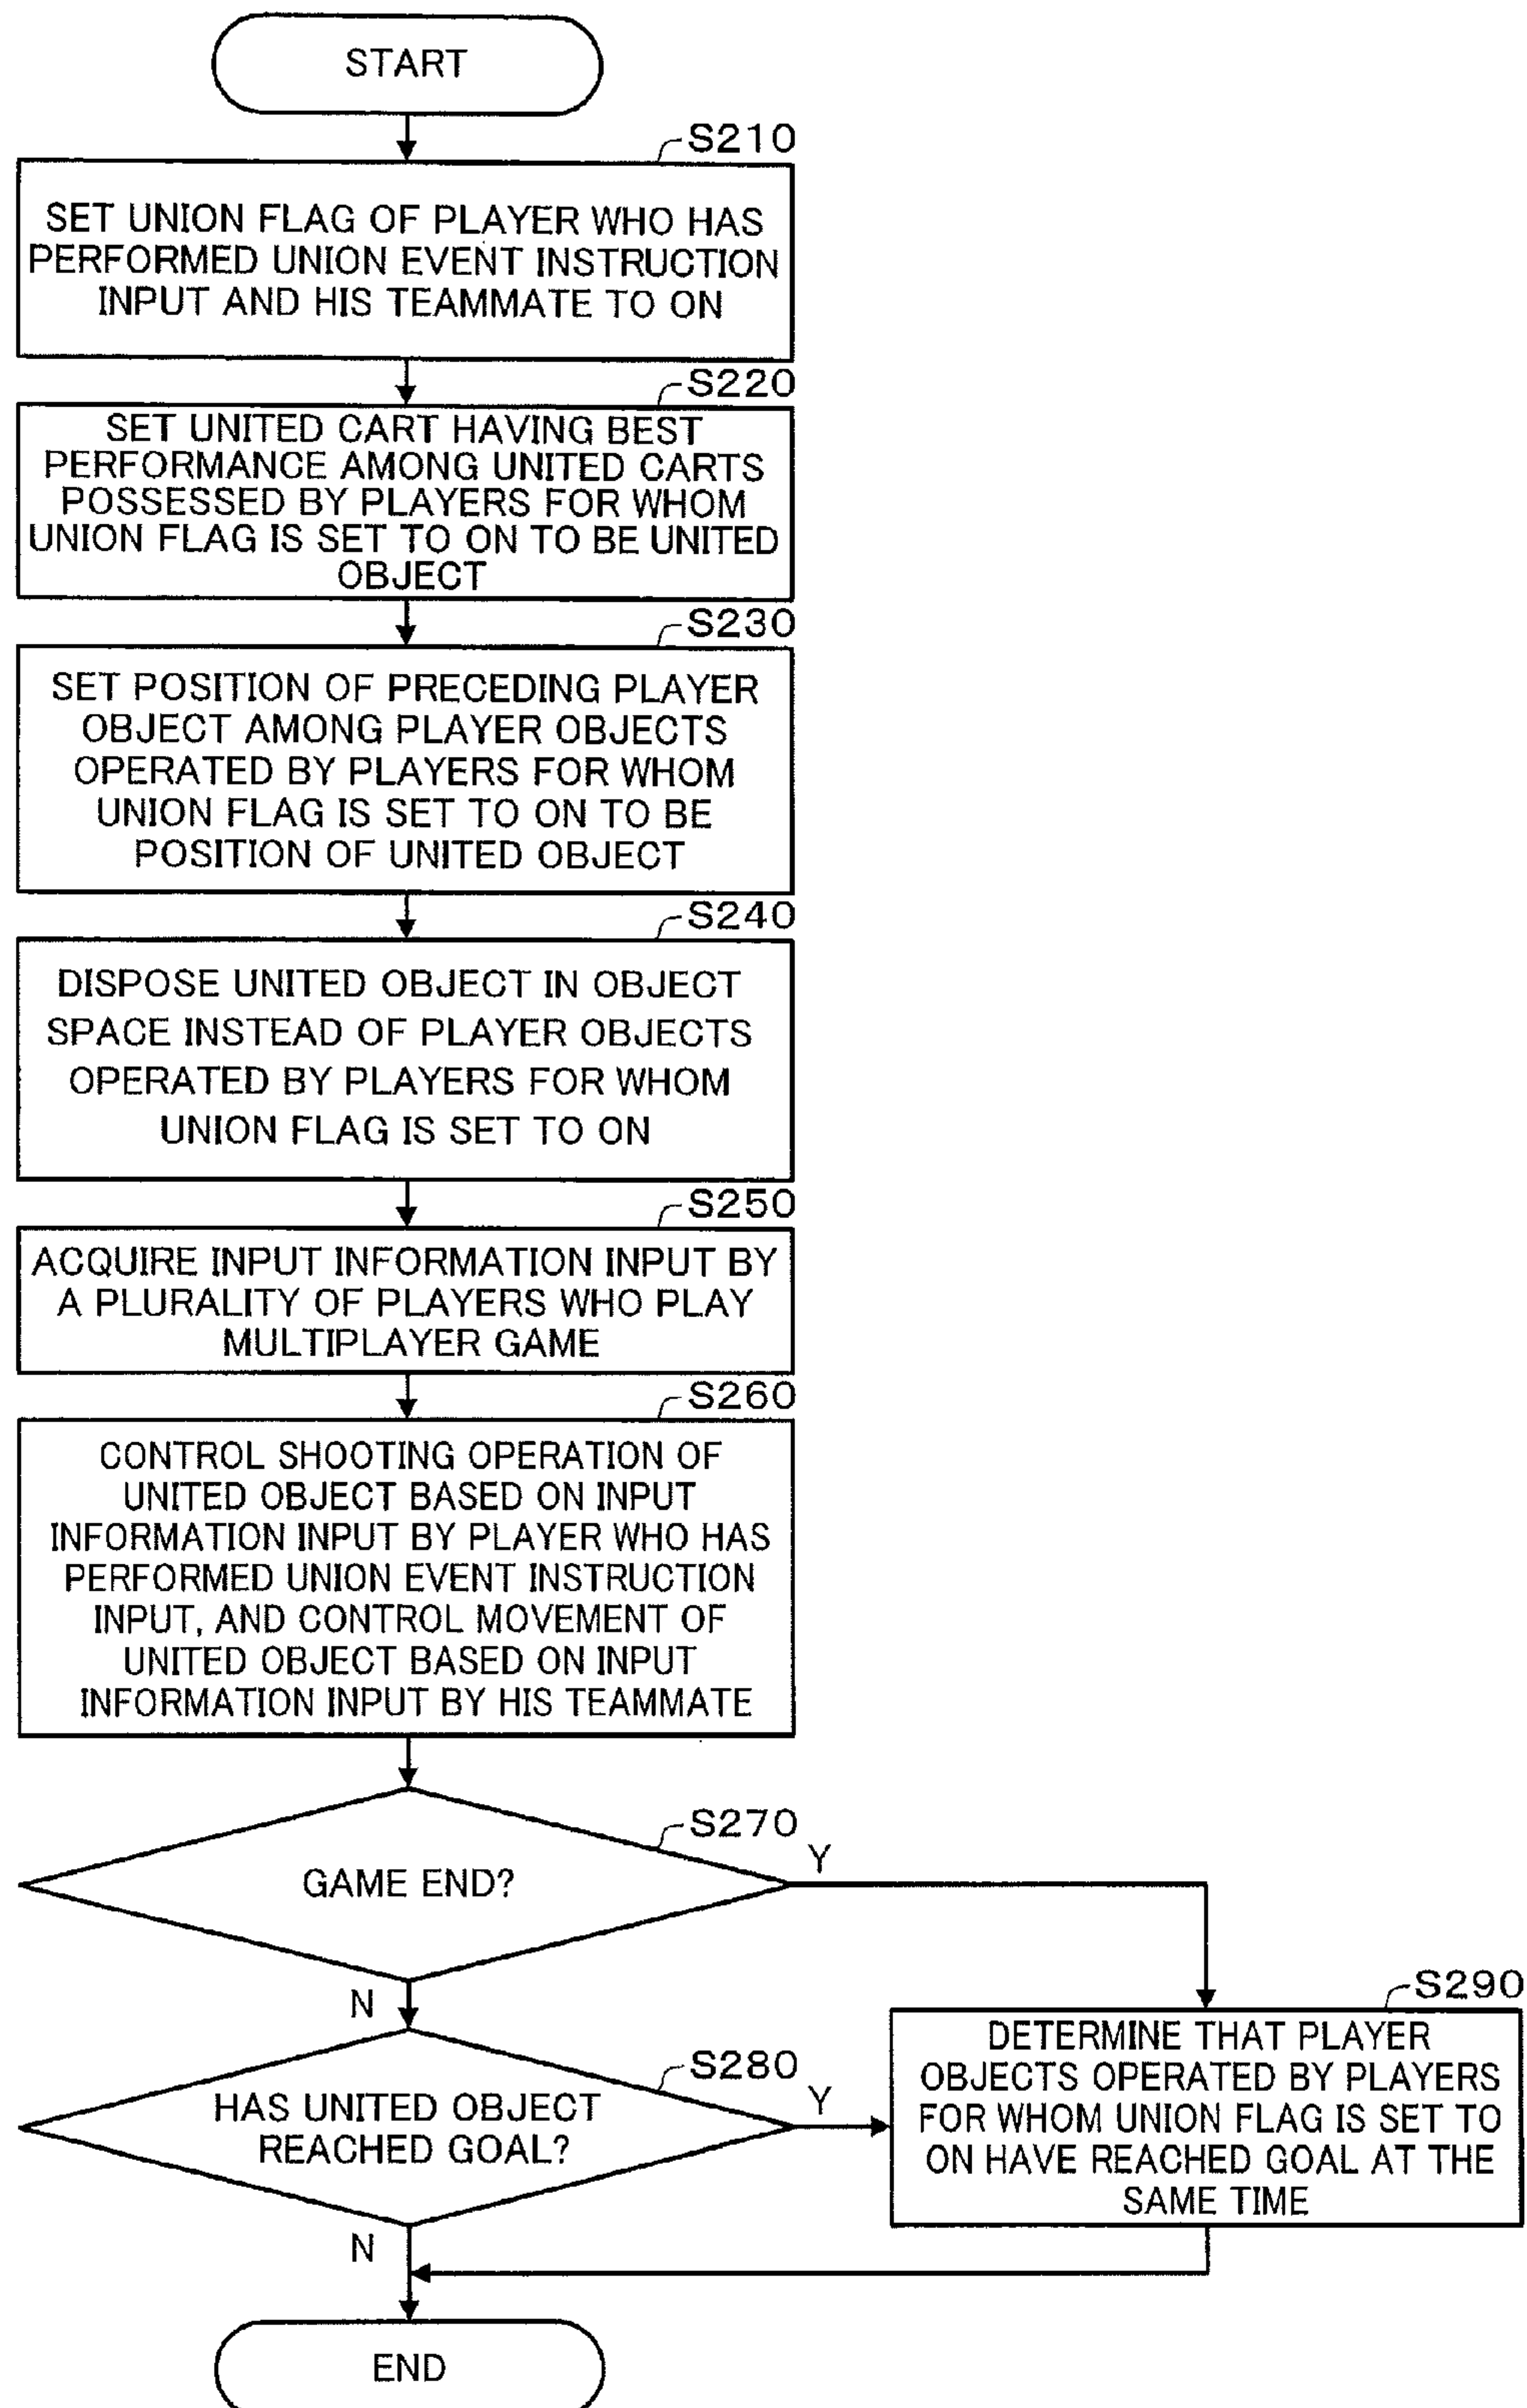 START
S210
SET UNION FLAG OF PLAYER WHO HAS
PERFORMED UNION EVENT INSTRUCTION
INPUT AND HIS TEAMMATE TO ON
S220
SET UNITED CART HAVING BEST
PERFORMANCE AMONG UNITED CARTS
POSSESSED BY PLAYERS FOR WHOM
UNION FLAG IS SET TO ON TO BE UNITED
OBJECT
S230
SET POSITION OF PRECEDING PLAYER
OBJECT AMONG PLAYER OBJECTS
OPERATED BY PLAYERS FOR WHOM
UNION FLAG IS SET TO ON TO BE
POSITION OF UNITED OBJECT
S240
DISPOSE UNITED OBJECT IN OBJECT
SPACE INSTEAD OF PLAYER OBJECTS
OPERATED BY PLAYERS FOR WHOM
UNION FLAG IS SET TO ON
S250
ACQUIRE INPUT INFORMATION INPUT BY
A PLURALITY OF PLAYERS WHO PLAY
MULTIPLAYER GAME
S260
CONTROL SHOOTING OPERATION OF
UNITED OBJECT BASED ON INPUT
INFORMATION INPUT BY PLAYER WHO HAS
PERFORMED UNION EVENT INSTRUCTION
INPUT, AND CONTROL MOVEMENT OF
UNITED OBJECT BASED ON INPUT
INFORMATION INPUT BY HIS TEAMMATE
S270
GAME END?
Y
N
S280
HAS UNITED OBJECT
REACHED GOAL?
Y
N
S290
DETERMINE THAT PLAYER
OBJECTS OPERATED BY PLAYERS
FOR WHOM UNION FLAG IS SET TO
ON HAVE REACHED GOAL AT THE
SAME TIME
END